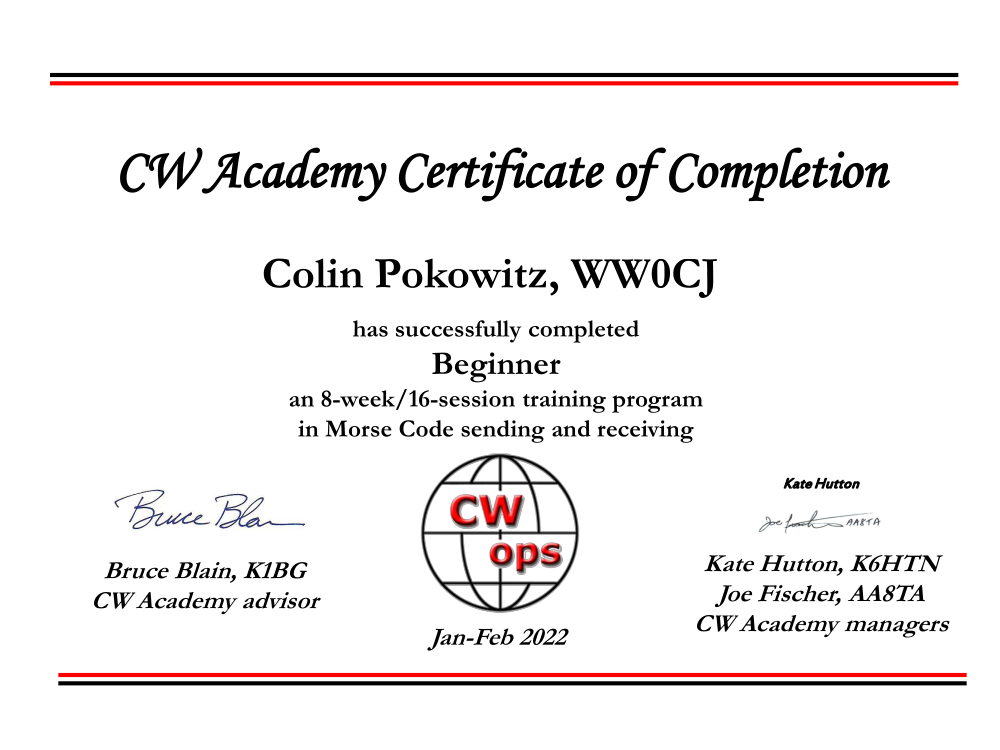 CW Academy Certificate of Completion
Colin Pokowitz, WW0CJ
has successfully completed
Beginner
an 8-week/16-session training program
in Morse Code sending and receiving
Bruce Blain
Bruce Blain, K1BG
CW Academy advisor
CW
ops
Jan-Feb 2022
Kate Hutton
Joe Fischer AA8TA
Kate Hutton, K6HTN
Joe Fischer, AA8TA
CW Academy managers